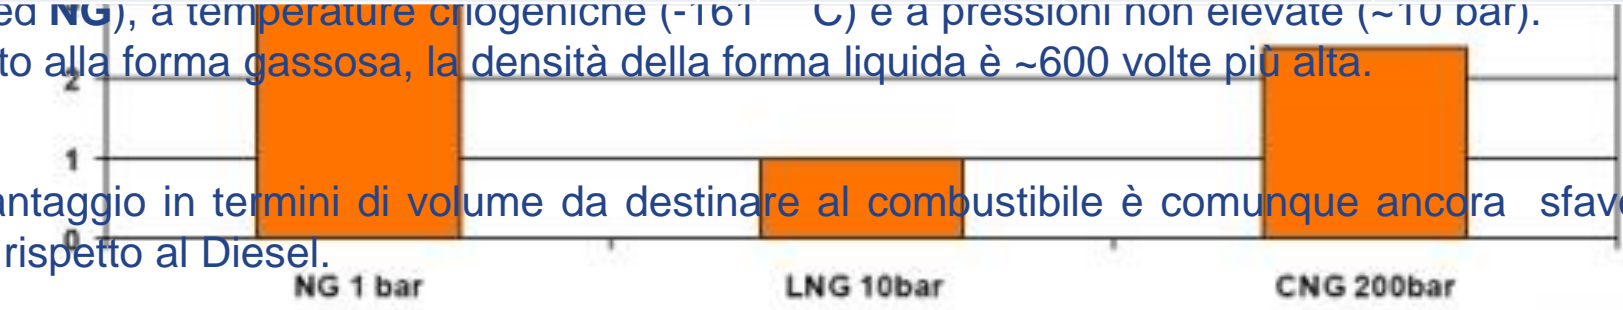 ed NG), a temperature criogeniche (-161 C) e a pressioni non elevate (~10 bar).
to alla forma gassosa, la densità della forma liquida è ~600 volte più alta.
2
1
antaggio in termini di volume da destinare al combustibile è comunque ancora sfavo
0
rispetto al Diesel.
NG 1 bar LNG 10bar CNG 200bar